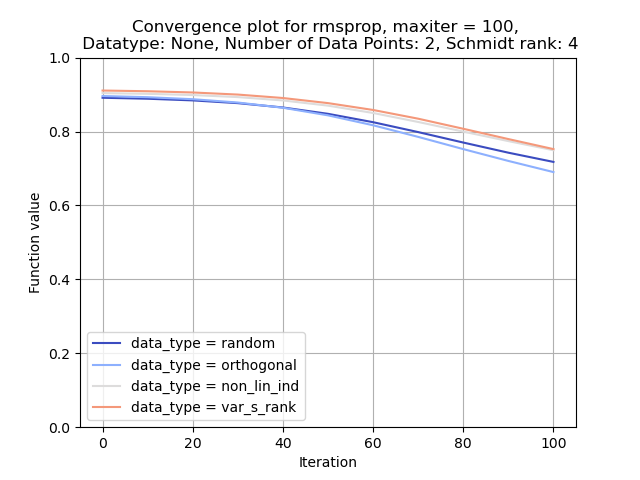 Convergence plot for rmsprop, maxiter = 100,
Datatype: None, Number of Data Points: 2, Schmidt rank: 4
1.0
0.8
0.6
0.4
0.2
0.0
Function value
data_type = random
data_type = orthogonal
data_type = non_lin_ind
data_type = var_s_rank
0 20 40 60 80 100
Iteration